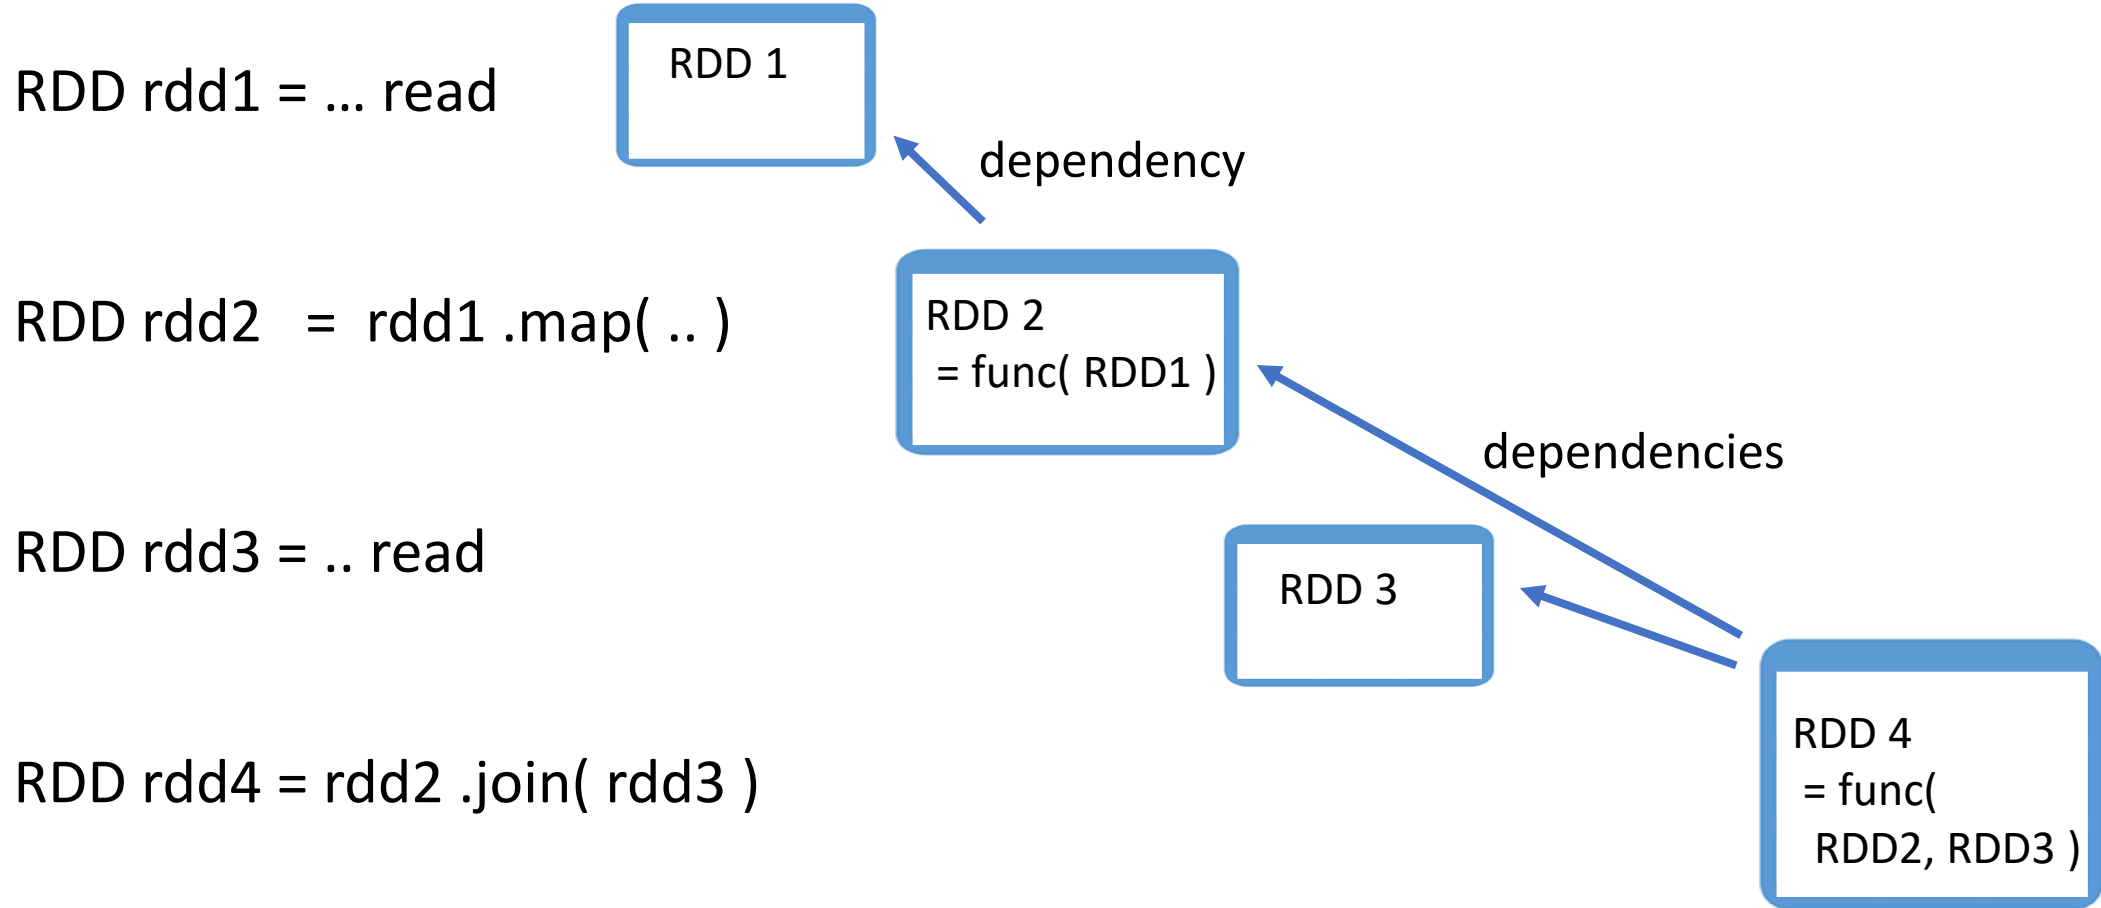 RDD rdd1 = ... read
RDD 1
dependency
RDD rdd2 = rdd1 .map( .. )
RDD 2
= func( RDD1 )
dependencies
RDD rdd3 = .. read
RDD 3
RDD rdd4 = rdd2 .join( rdd3 )
RDD 4
= func(
RDD2, RDD3 )